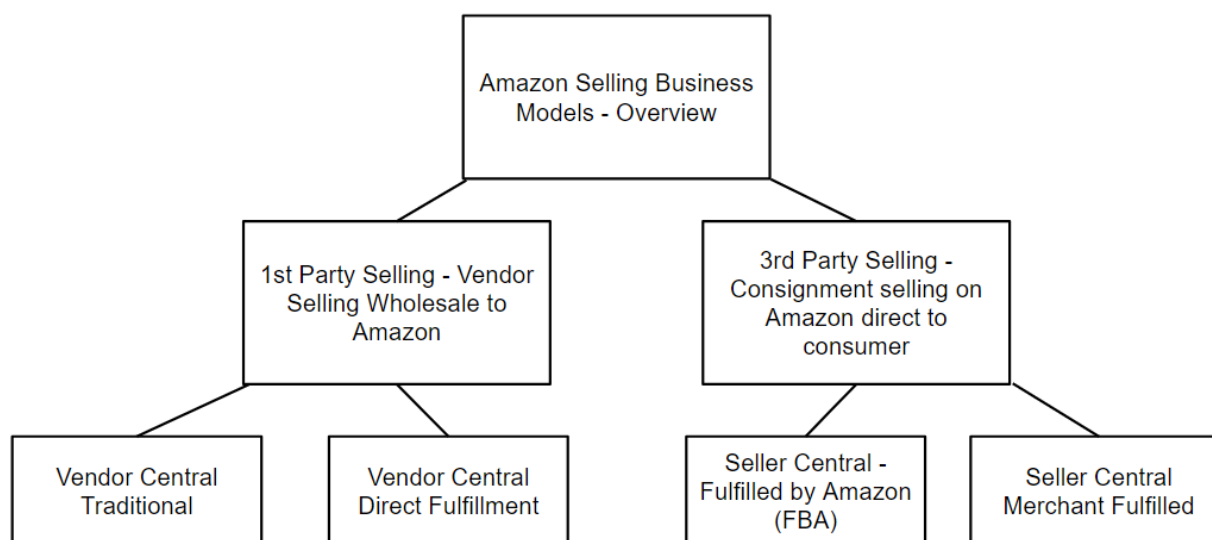 Amazon Selling Business
Models - Overview
1st Party Selling - Vendor
Selling Wholesale to
Amazon
3rd Party Selling -
Consignment selling on
Amazon direct to
consumer
Vendor Central
Traditional
Vendor Central
Direct Fulfillment
Seller Central -
Fulfilled by Amazon
(FBA)
Seller Central
Merchant Fulfilled